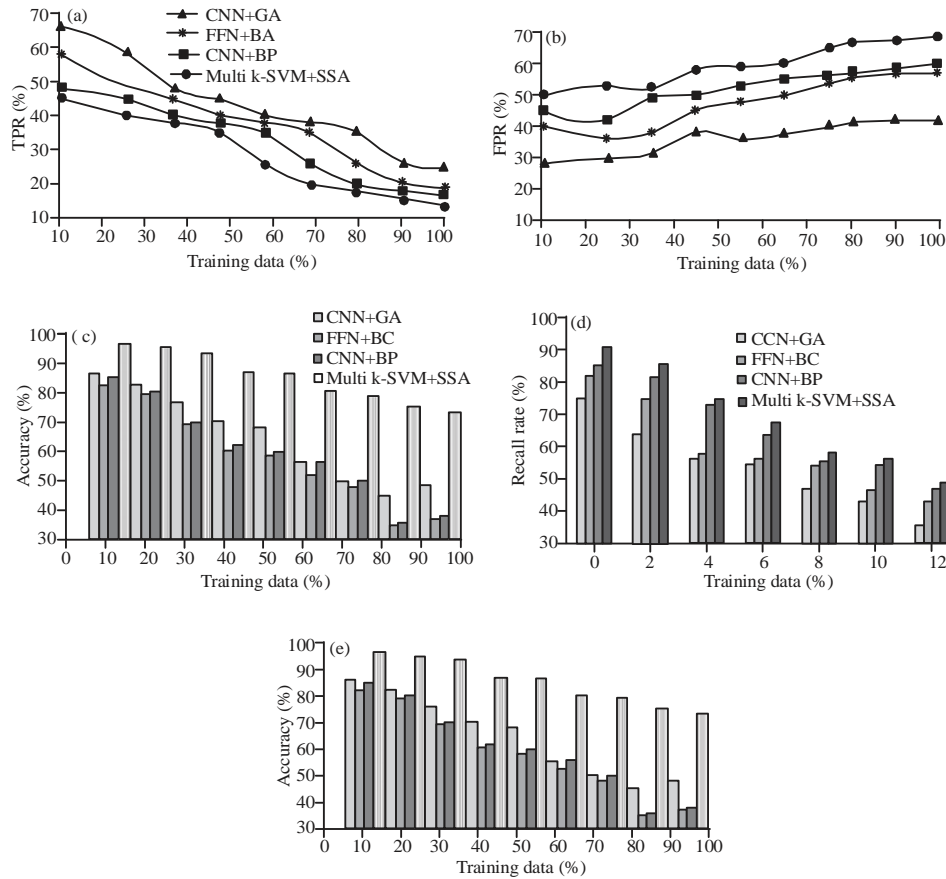 (a)
CNN+GA
FFN+BA
CNN+BP
Multi k-SVM+SSA
TPR (%)
70
60
50
40
30
20
10
10 20 30 40 50 60 70 80 90 100
Training data (%)
(b)
FPR (%)
70
60
50
40
30
20
10
10 20 30 40 50 60 70 80 90 100
Training data (%)
( c)
CNN+GA
FFN+BC
CNN+BP
Multi k-SVM+SSA
Accuracy (%)
100
90
80
70
60
50
40
30
0 10 20 30 40 50 60 70 80 90 100
Training data (%)
(d)
CCN+GA
FFN+BC
CNN+BP
Multi k-SVM+SSA
Recall rate (%)
100
90
80
70
60
50
40
30
0 2 4 6 8 10 12
Training data (%)
(e)
Accuracy (%)
100
90
80
70
60
50
40
30
0 10 20 30 40 50 60 70 80 90 100
Training data (%)